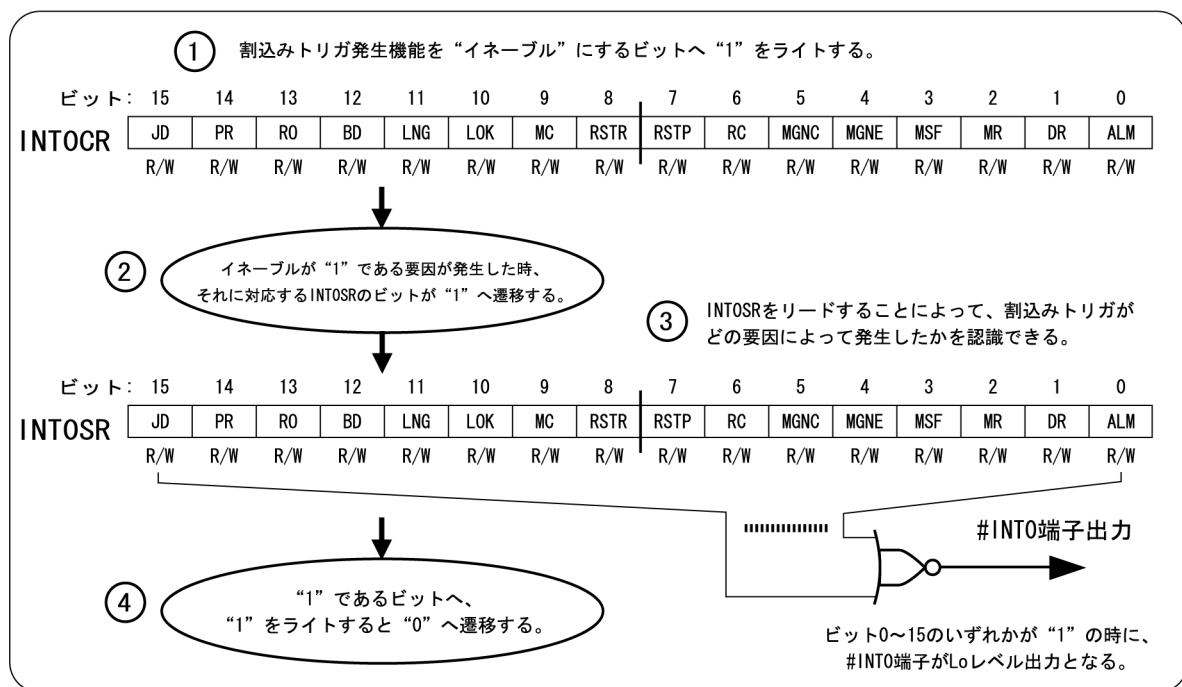 ① 割込みトリガ発生機能を“イネーブル”にするビットへ“1”をライトする。
ビット: 15 14 13 12 11 10 9 8 7 6 5 4 3 2 1 0
INT0CR JD PR RO BD LNG LOK MC RSTR RSTP RC MGNC MGNE MSF MR DR ALM
R/W R/W R/W R/W R/W R/W R/W R/W R/W R/W R/W R/W R/W R/W R/W R/W
② イネーブルが“1”である要因が発生した時、
それに対応するINT0SRのビットが“1”へ遷移する。
③ INT0SRをリードすることによって、割込みトリガが
どの要因によって発生したかを認識できる。
ビット: 15 14 13 12 11 10 9 8 7 6 5 4 3 2 1 0
INT0SR JD PR RO BD LNG LOK MC RSTR RSTP RC MGNC MGNE MSF MR DR ALM
R/W R/W R/W R/W R/W R/W R/W R/W R/W R/W R/W R/W R/W R/W R/W R/W
#INT0端子出力
④ “1”であるビットへ、
“1”をライトすると“0”へ遷移する。
ビット0～15のいずれかが“1”の時に、
#INT0端子がLoレベル出力となる。